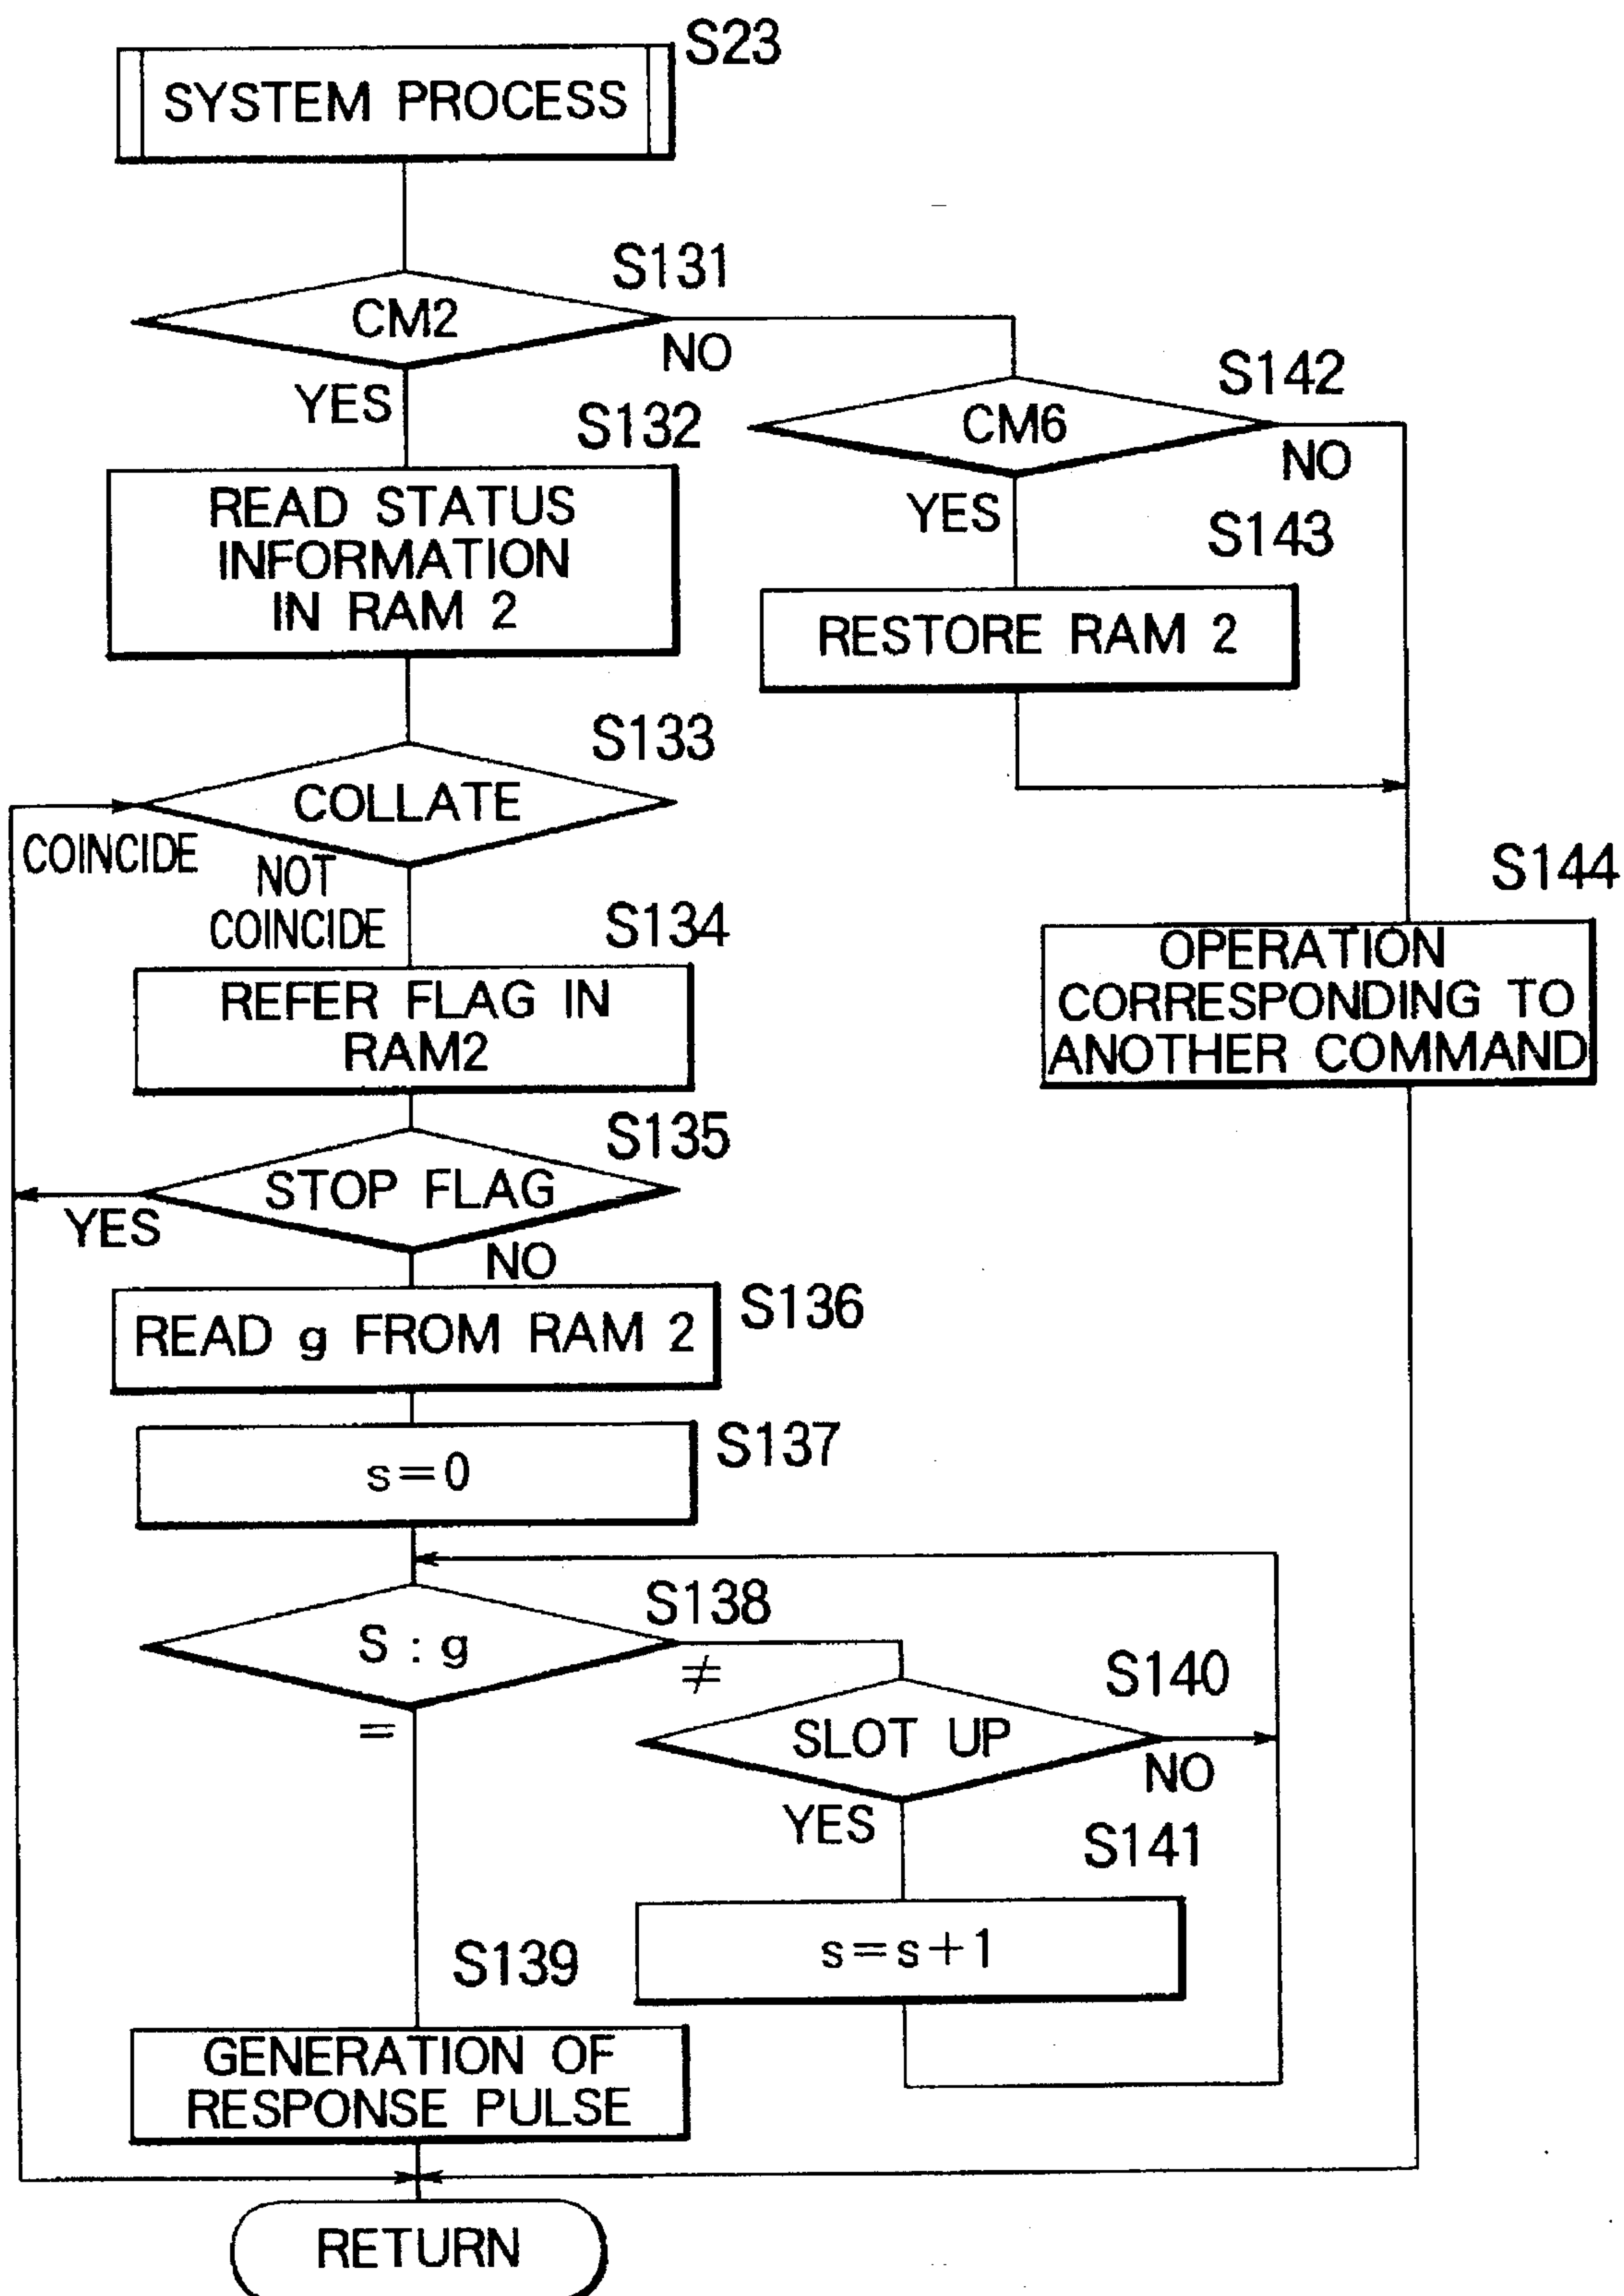 S23
SYSTEM PROCESS
S131
CM2
NO
YES
S142
CM6
NO
YES
S132
READ STATUS
INFORMATION
IN RAM 2
S143
RESTORE RAM 2
S133
COLLATE
COINCIDE
NOT
COINCIDE
S144
OPERATION
CORRESPONDING TO
ANOTHER COMMAND
S134
REFER FLAG IN
RAM2
S135
STOP FLAG
YES
NO
S136
READ g FROM RAM 2
S137
s=0
S138
S : g
≠
=
S140
SLOT UP
NO
YES
S141
s=s+1
S139
GENERATION OF
RESPONSE PULSE
RETURN